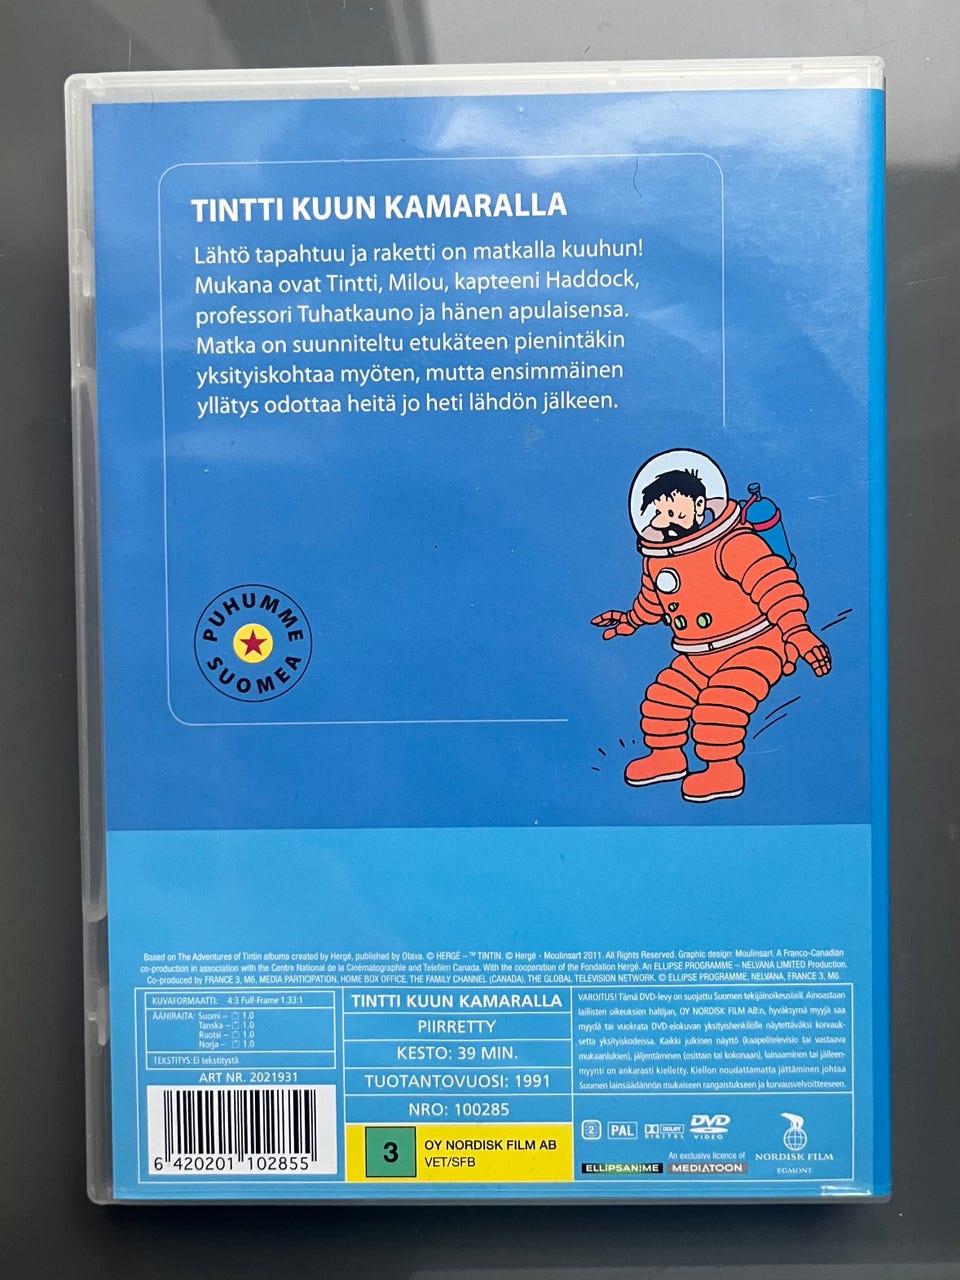 TINTTI KUUN KAMARALLA
Lähtö tapahtuu ja raketti on matkalla kuuhun!
Mukana ovat Tintti, Milou, kapteeni Haddock,
professori Tuhatkauno ja hänen apulaisensa.
Matka on suunniteltu etukäteen pienintäkin
yksityiskohtaa myöten, mutta ensimmäinen
yllätys odottaa heitä jo heti lähdön jälkeen.
PUHUMME
SUOMEA
Based on The Adventures of Tintin albums created by Hergé, published by Otava. © HERGÉ – ™ TINTIN. © Hergé - Moulinsart 2011. All Rights Reserved. Graphic design: Moulinsart. A Franco-Canadian
co-production in association with the Centre National de la Cinématographie and Telefilm Canada. With the cooperation of the Fondation Hergé. An ELLIPSE PROGRAMME – NELVANA LIMITED Production.
Co-produced by FRANCE 3, M6, MEDIA PARTICIPATION, HOME BOX OFFICE, THE FAMILY CHANNEL (CANADA), THE GLOBAL TELEVISION NETWORK. © ELLIPSE PROGRAMME, NELVANA, FRANCE 3, M6.
KUVAFORMAATTI: 4:3 Full-Frame 1.33:1
ÄÄNIRAITA: Suomi – 1.0
Tanska – 1.0
Ruotsi – 1.0
Norja – 1.0
TEKSTITYS: Ei tekstitystä.
ART NR. 2021931
6 420201 102855
TINTTI KUUN KAMARALLA
PIIRRETTY
KESTO: 39 MIN.
TUOTANTOVUOSI: 1991
NRO: 100285
3
OY NORDISK FILM AB
VET/SFB
VAROITUS! Tämä DVD-levy on suojattu Suomen tekijäinoikeuslailla. Ainoastaan
laillisten oikeuksien haltijan, OY NORDISK FILM AB:n, hyväksymä myyjä saa
myydä tai vuokrata DVD-elokuvan yksityishenkilölle näytettäväksi korvauk-
setta yksityiskodeissa. Kaikki julkinen näyttö (kaapelitelevisio tai vastaava
mukaanlukien), jäljentäminen (osittain tai kokonaan), lainaaminen tai jälleen-
myynti on ankarasti kielletty. Kiellon noudattamatta jättäminen johtaa
Suomen lainsäädännön mukaiseen rangaistukseen ja korvausvelvoitteeseen.
2
PAL
DOLBY
DIGITAL
DVD
VIDEO
An exclusive licence of
ELLIPSANIME
MEDIATOON
NORDISK FILM
EGMONT